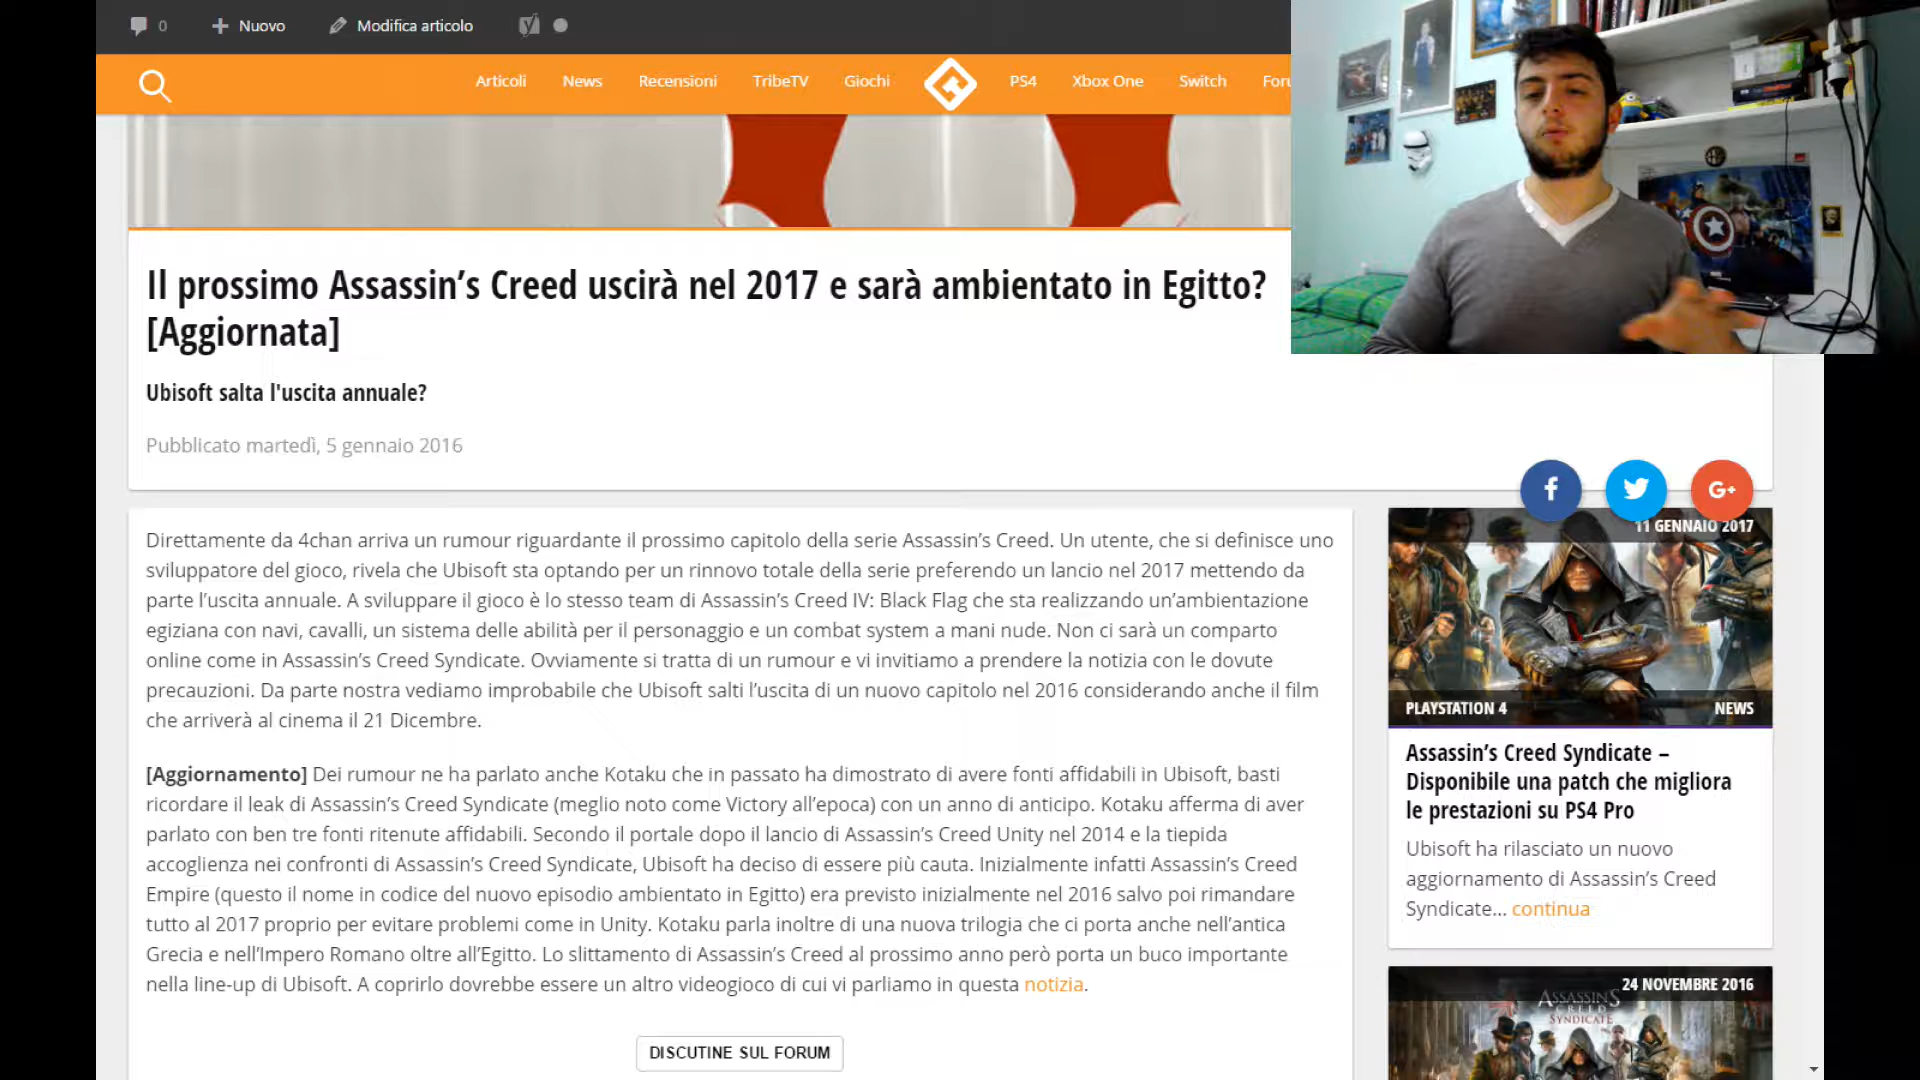 0
Nuovo
Modifica articolo
Articoli
News
Recensioni
TribeTV
Giochi
PS4
Xbox One
Switch
Foru
Il prossimo Assassin's Creed uscirà nel 2017 e sarà ambientato in Egitto?
[Aggiornata]
Ubisoft salta l'uscita annuale?
Pubblicato martedì, 5 gennaio 2016
Direttamente da 4chan arriva un rumour riguardante il prossimo capitolo della serie Assassin's Creed. Un utente, che si definisce uno
sviluppatore del gioco, rivela che Ubisoft sta optando per un rinnovo totale della serie preferendo un lancio nel 2017 mettendo da
parte l'uscita annuale. A sviluppare il gioco è lo stesso team di Assassin's Creed IV: Black Flag che sta realizzando un'ambientazione
egiziana con navi, cavalli, un sistema delle abilità per il personaggio e un combat system a mani nude. Non ci sarà un comparto
online come in Assassin's Creed Syndicate. Ovviamente si tratta di un rumour e vi invitiamo a prendere la notizia con le dovute
precauzioni. Da parte nostra vediamo improbabile che Ubisoft salti l'uscita di un nuovo capitolo nel 2016 considerando anche il film
che arriverà al cinema il 21 Dicembre.
[Aggiornamento] Dei rumour ne ha parlato anche Kotaku che in passato ha dimostrato di avere fonti affidabili in Ubisoft, basti
ricordare il leak di Assassin's Creed Syndicate (meglio noto come Victory all'epoca) con un anno di anticipo. Kotaku afferma di aver
parlato con ben tre fonti ritenute affidabili. Secondo il portale dopo il lancio di Assassin's Creed Unity nel 2014 e la tiepida
accoglienza nei confronti di Assassin's Creed Syndicate, Ubisoft ha deciso di essere più cauta. Inizialmente infatti Assassin's Creed
Empire (questo il nome in codice del nuovo episodio ambientato in Egitto) era previsto inizialmente nel 2016 salvo poi rimandare
tutto al 2017 proprio per evitare problemi come in Unity. Kotaku parla inoltre di una nuova trilogia che ci porta anche nell'antica
Grecia e nell'Impero Romano oltre all'Egitto. Lo slittamento di Assassin's Creed al prossimo anno però porta un buco importante
nella line-up di Ubisoft. A coprirlo dovrebbe essere un altro videogioco di cui vi parliamo in questa notizia.
DISCUTINE SUL FORUM
f
G+
11 GENNAIO 2017
PLAYSTATION 4
NEWS
Assassin's Creed Syndicate –
Disponibile una patch che migliora
le prestazioni su PS4 Pro
Ubisoft ha rilasciato un nuovo
aggiornamento di Assassin's Creed
Syndicate... continua
24 NOVEMBRE 2016
ASSASSIN'S
CREED
SYNDICATE